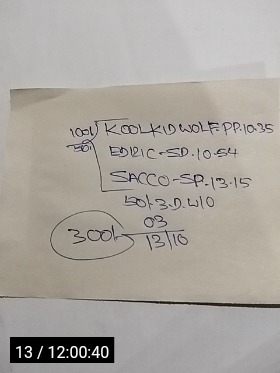 100/ KOOLKIDWOLF-PP.10.35
50/ EDRIC-SD.10.54
SACCO-SP.13.15
50/.3.D.410
03
300/- 13/10
13 / 12:00:40